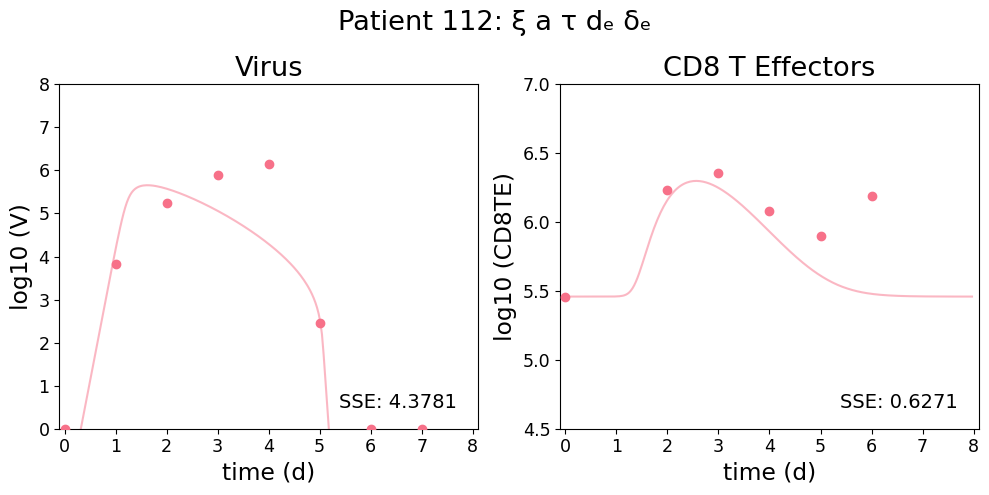 Patient 112: ξ a τ dₑ δₑ
Virus
CD8 T Effectors
log10 (V)
8
7
6
5
4
3
2
1
0
SSE: 4.3781
0 1 2 3 4 5 6 7 8
time (d)
log10 (CD8TE)
7.0
6.5
6.0
5.5
5.0
4.5
SSE: 0.6271
0 1 2 3 4 5 6 7 8
time (d)